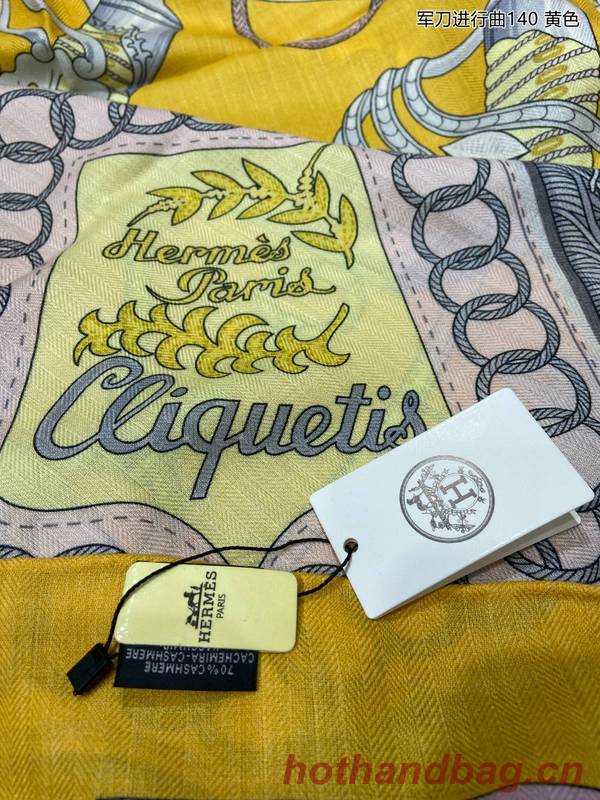 军刀进行曲140 黄色
Hermès
Paris
Cliquetis
H
HERMÈS
PARIS
70%CASHMERE
CACHEMIRA-CASHMERE
hothandbag.cn